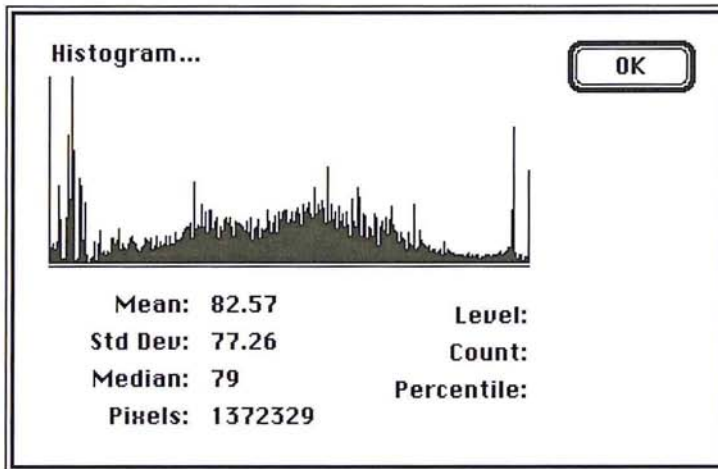 Histogram...
OK
Mean: 82.57
Std Dev: 77.26
Median: 79
Pixels: 1372329
Level:
Count:
Percentile: